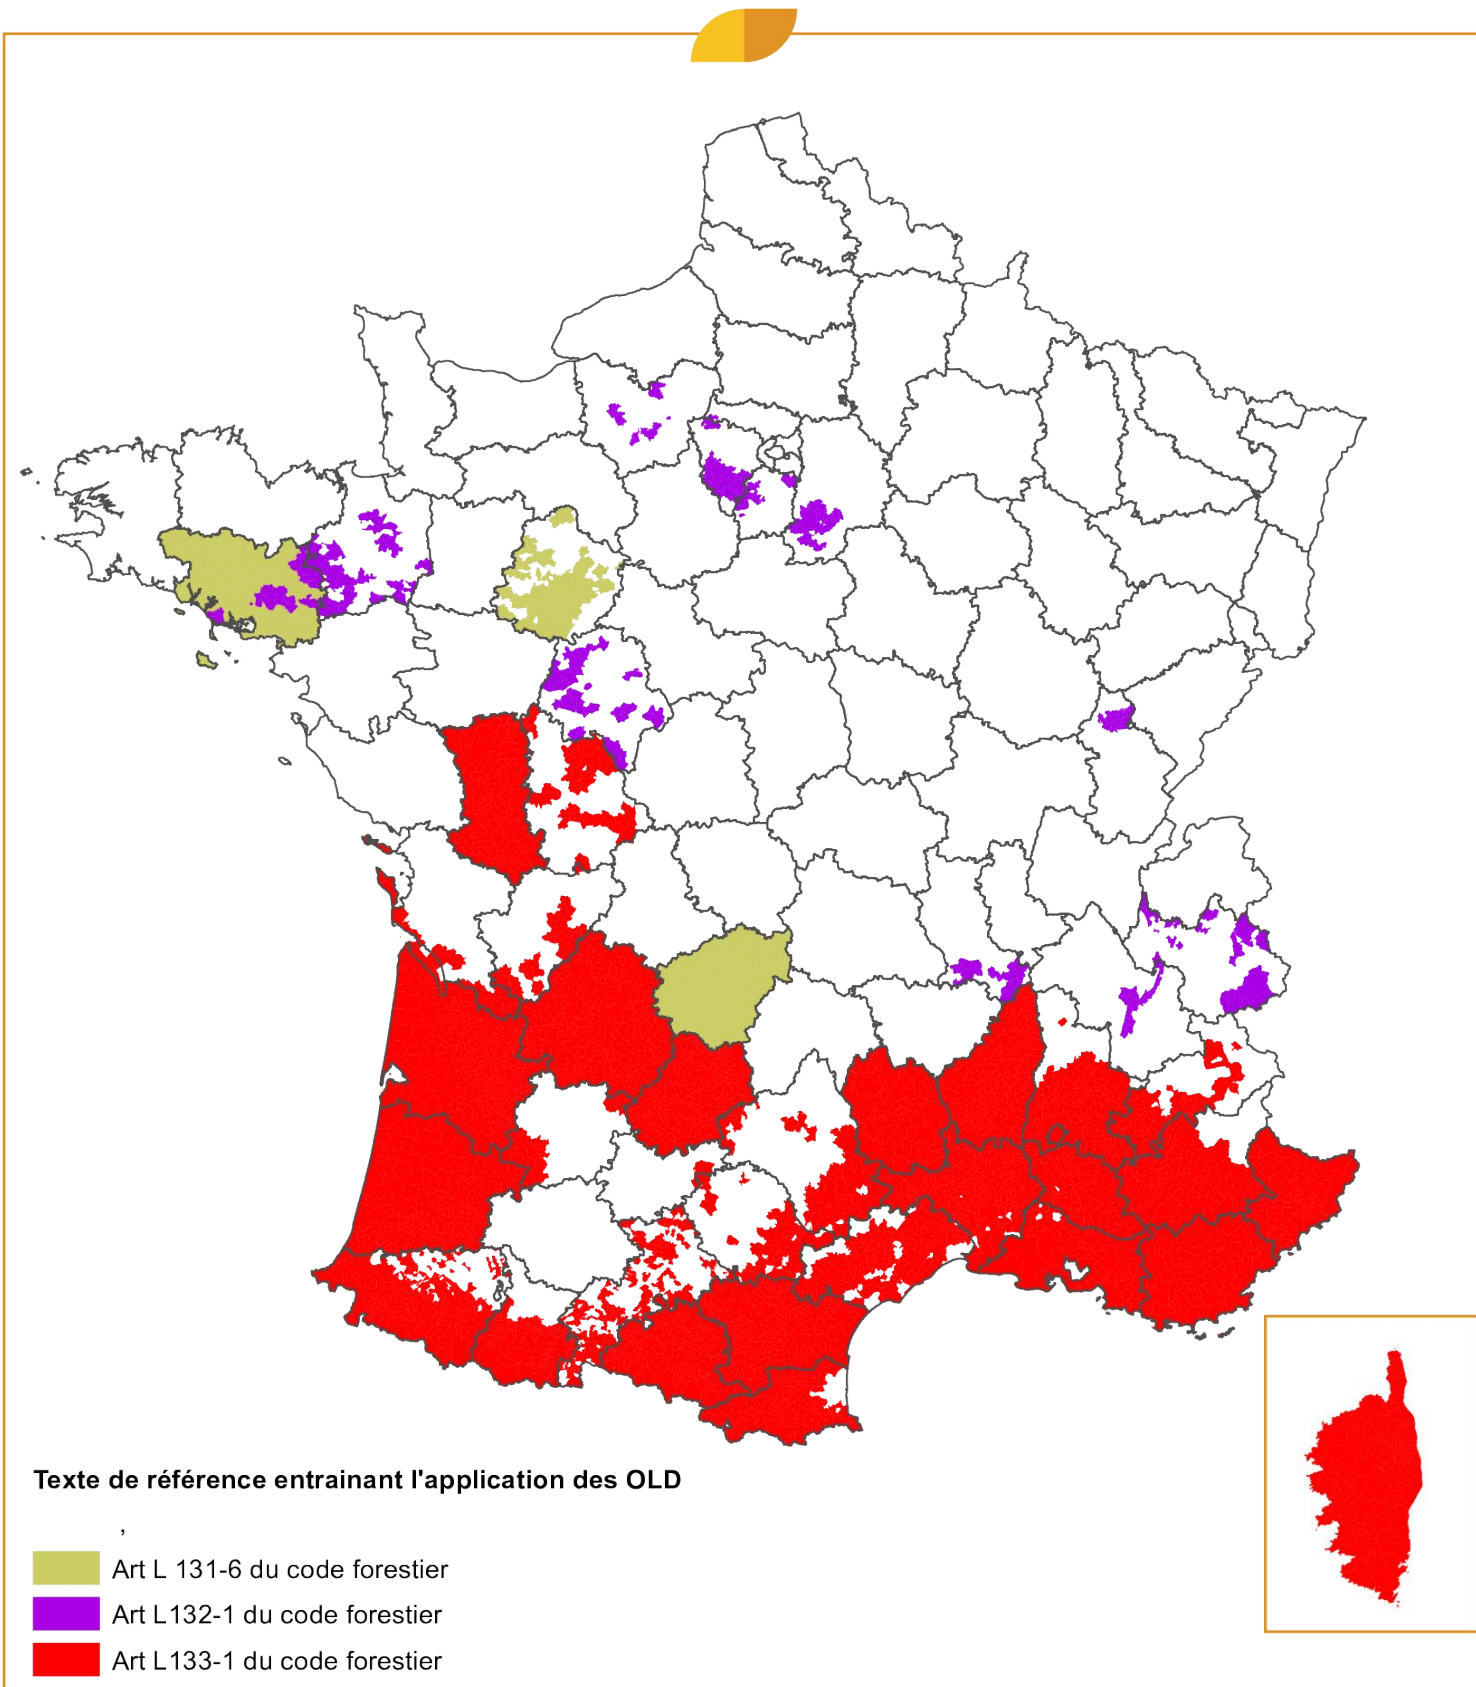 Texte de référence entrainant l'application des OLD
,
Art L 131-6 du code forestier
Art L132-1 du code forestier
Art L133-1 du code forestier